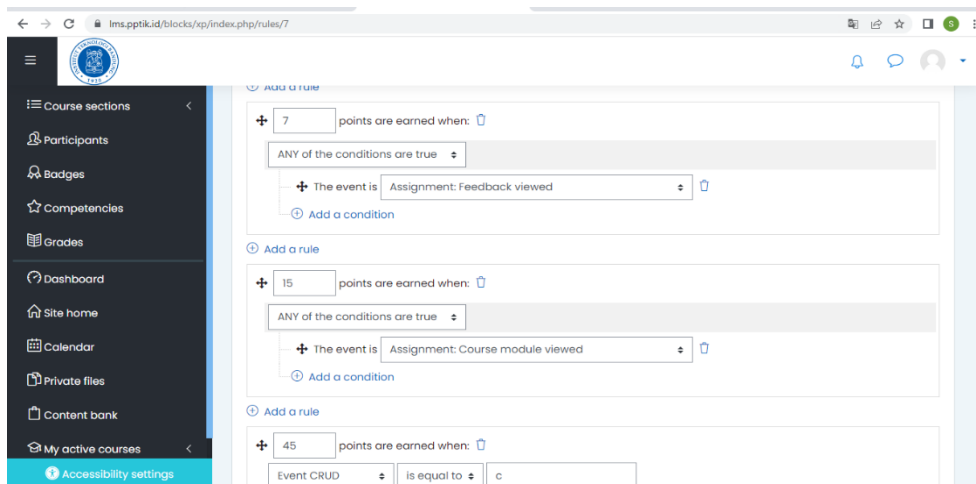 lms.pptik.id/blocks/xp/index.php/rules/7
S
Course sections
Participants
Badges
Competencies
Grades
Dashboard
Site home
Calendar
Private files
Content bank
My active courses
Accessibility settings
Add a rule
7 points are earned when:
ANY of the conditions are true
The event is Assignment: Feedback viewed
Add a condition
Add a rule
15 points are earned when:
ANY of the conditions are true
The event is Assignment: Course module viewed
Add a condition
Add a rule
45 points are earned when:
Event CRUD is equal to c